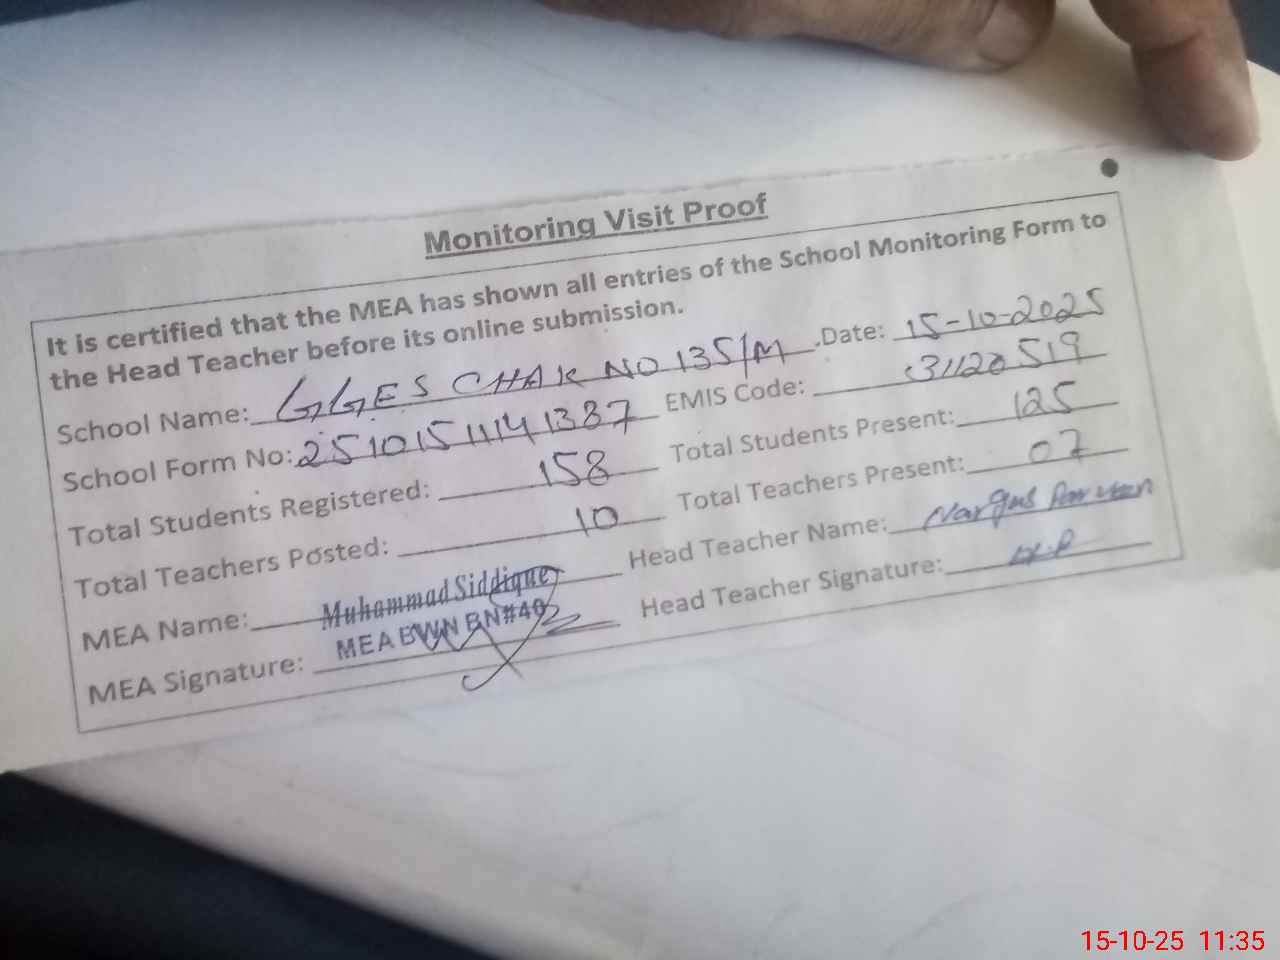 Monitoring Visit Proof
It is certified that the MEA has shown all entries of the School Monitoring Form to
the Head Teacher before its online submission.
School Name: GGES CHAK NO 135/M .Date: 15-10-2025
School Form No: 25101511141387 EMIS Code: 31120519
Total Students Registered: 158 Total Students Present: 125
Total Teachers Posted: 10 Total Teachers Present: 07
MEA Name: Muhammad Siddique Head Teacher Name: Nargus Parveen
MEA Signature: MEA BWN BN#40 Head Teacher Signature:
15-10-25 11:35